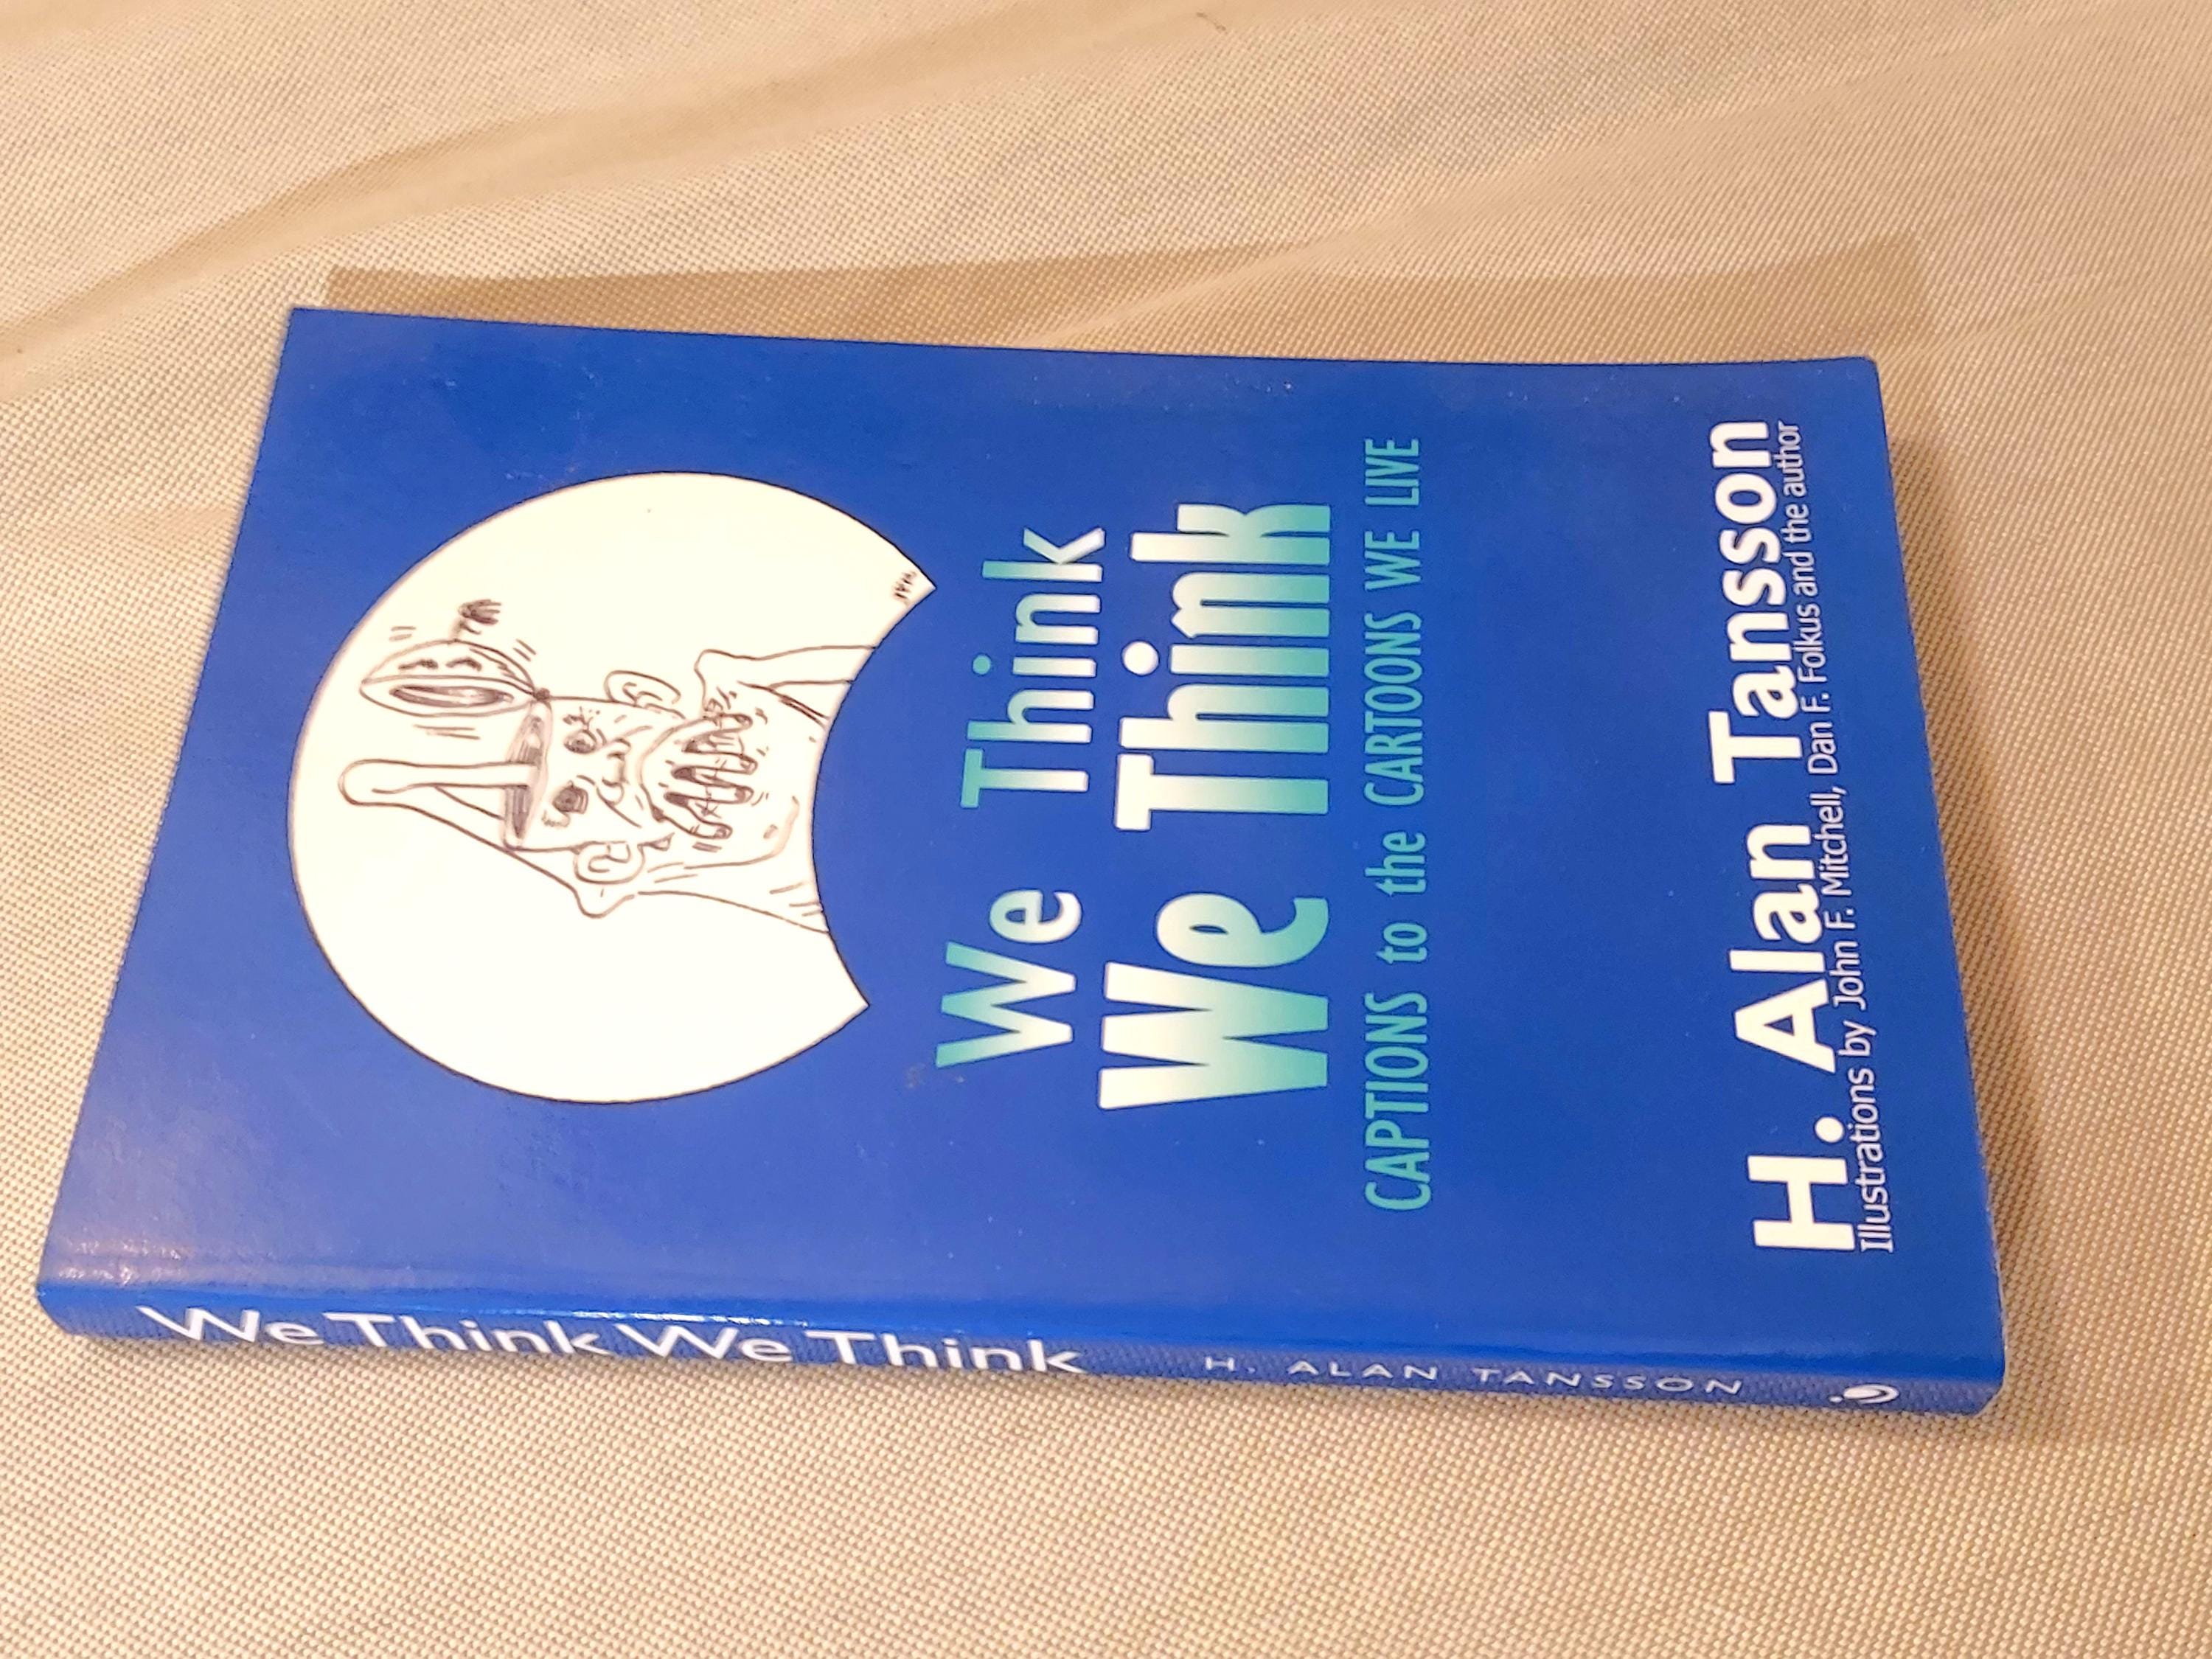 We Think
We Think
CAPTIONS to the CARTOONS WE LIVE
H. Alan Tansson
Illustrations by John F. Mitchell, Dan F. Folkus and the author
We Think We Think H. ALAN TANSSON